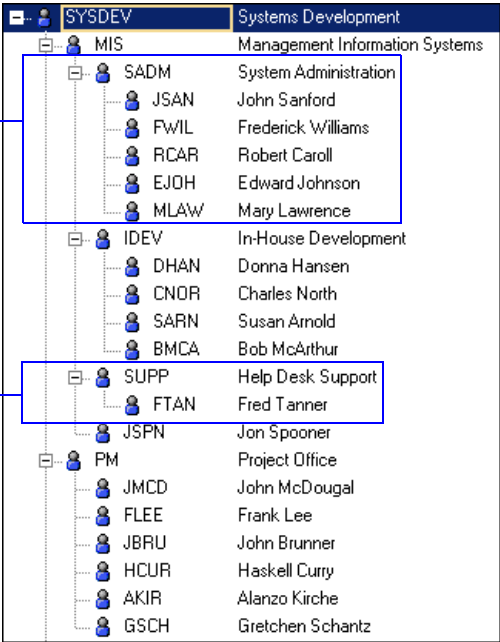 SYSDEV Systems Development
MIS Management Information Systems
SADM System Administration
JSAN John Sanford
FWIL Frederick Williams
RCAR Robert Caroll
EJOH Edward Johnson
MLAW Mary Lawrence
IDEV In-House Development
DHAN Donna Hansen
CNOR Charles North
SARN Susan Arnold
BMCA Bob McArthur
SUPP Help Desk Support
FTAN Fred Tanner
JSPN Jon Spooner
PM Project Office
JMCD John McDougal
FLEE Frank Lee
JBRU John Brunner
HCUR Haskell Curry
AKIR Alanzo Kirche
GSCH Gretchen Schantz